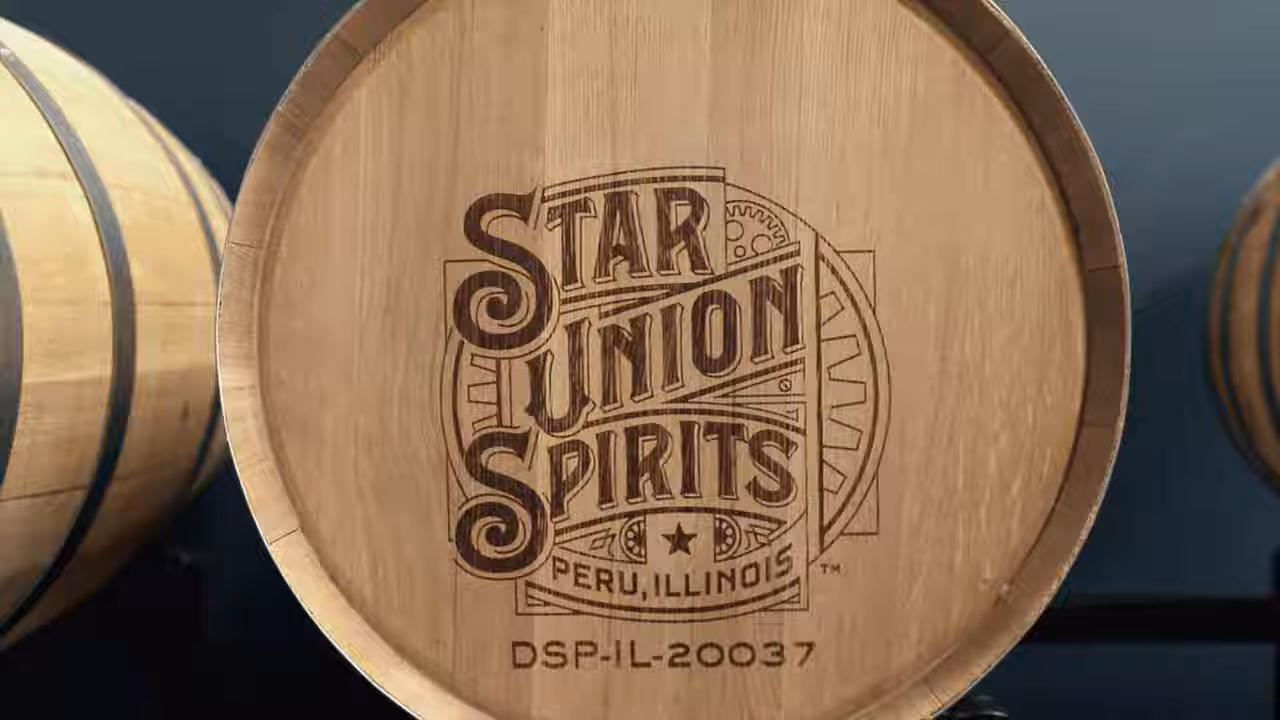 STAR
UNION
SPIRITS
PERU, ILLINOIS
™
DSP-IL-20037